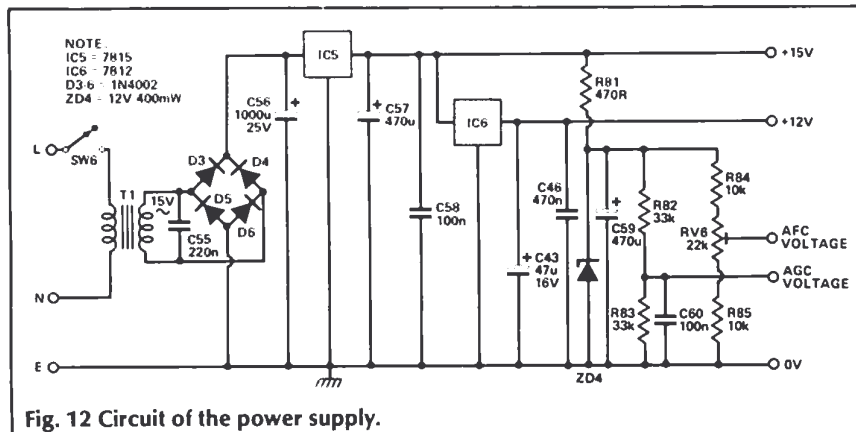 NOTE.
IC5 = 7815
IC6 = 7812
D3-6 = 1N4002
ZD4 = 12V 400mW
L
SW6
N
E
T1
15V
~
C55
220n
D3
D4
D5
D6
C56
1000u
25V
+
IC5
+
C57
470u
C58
100n
IC6
+
C43
47u
16V
C46
470n
+
C59
470u
R81
470R
ZD4
R82
33k
R83
33k
C60
100n
R84
10k
RV6
22k
R85
10k
+15V
+12V
AFC
VOLTAGE
AGC
VOLTAGE
0V
Fig. 12 Circuit of the power supply.